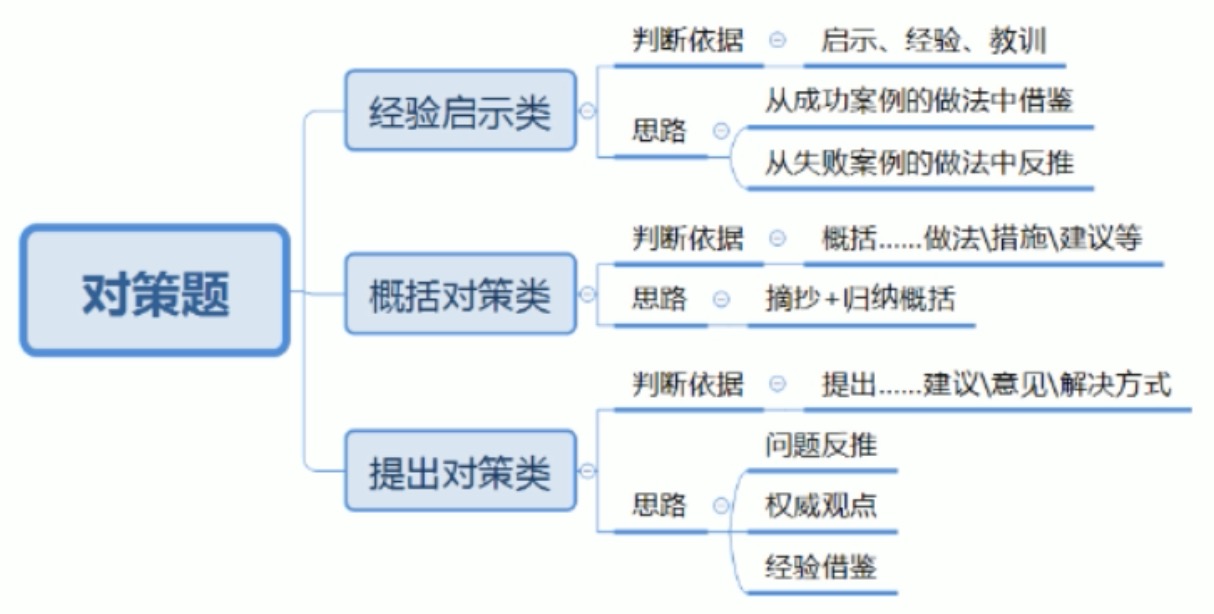 对策题
经验启示类
判断依据
启示、经验、教训
思路
从成功案例的做法中借鉴
从失败案例的做法中反推
概括对策类
判断依据
概括......做法\措施\建议等
思路
摘抄+归纳概括
提出对策类
判断依据
提出......建议\意见\解决方式
思路
问题反推
权威观点
经验借鉴